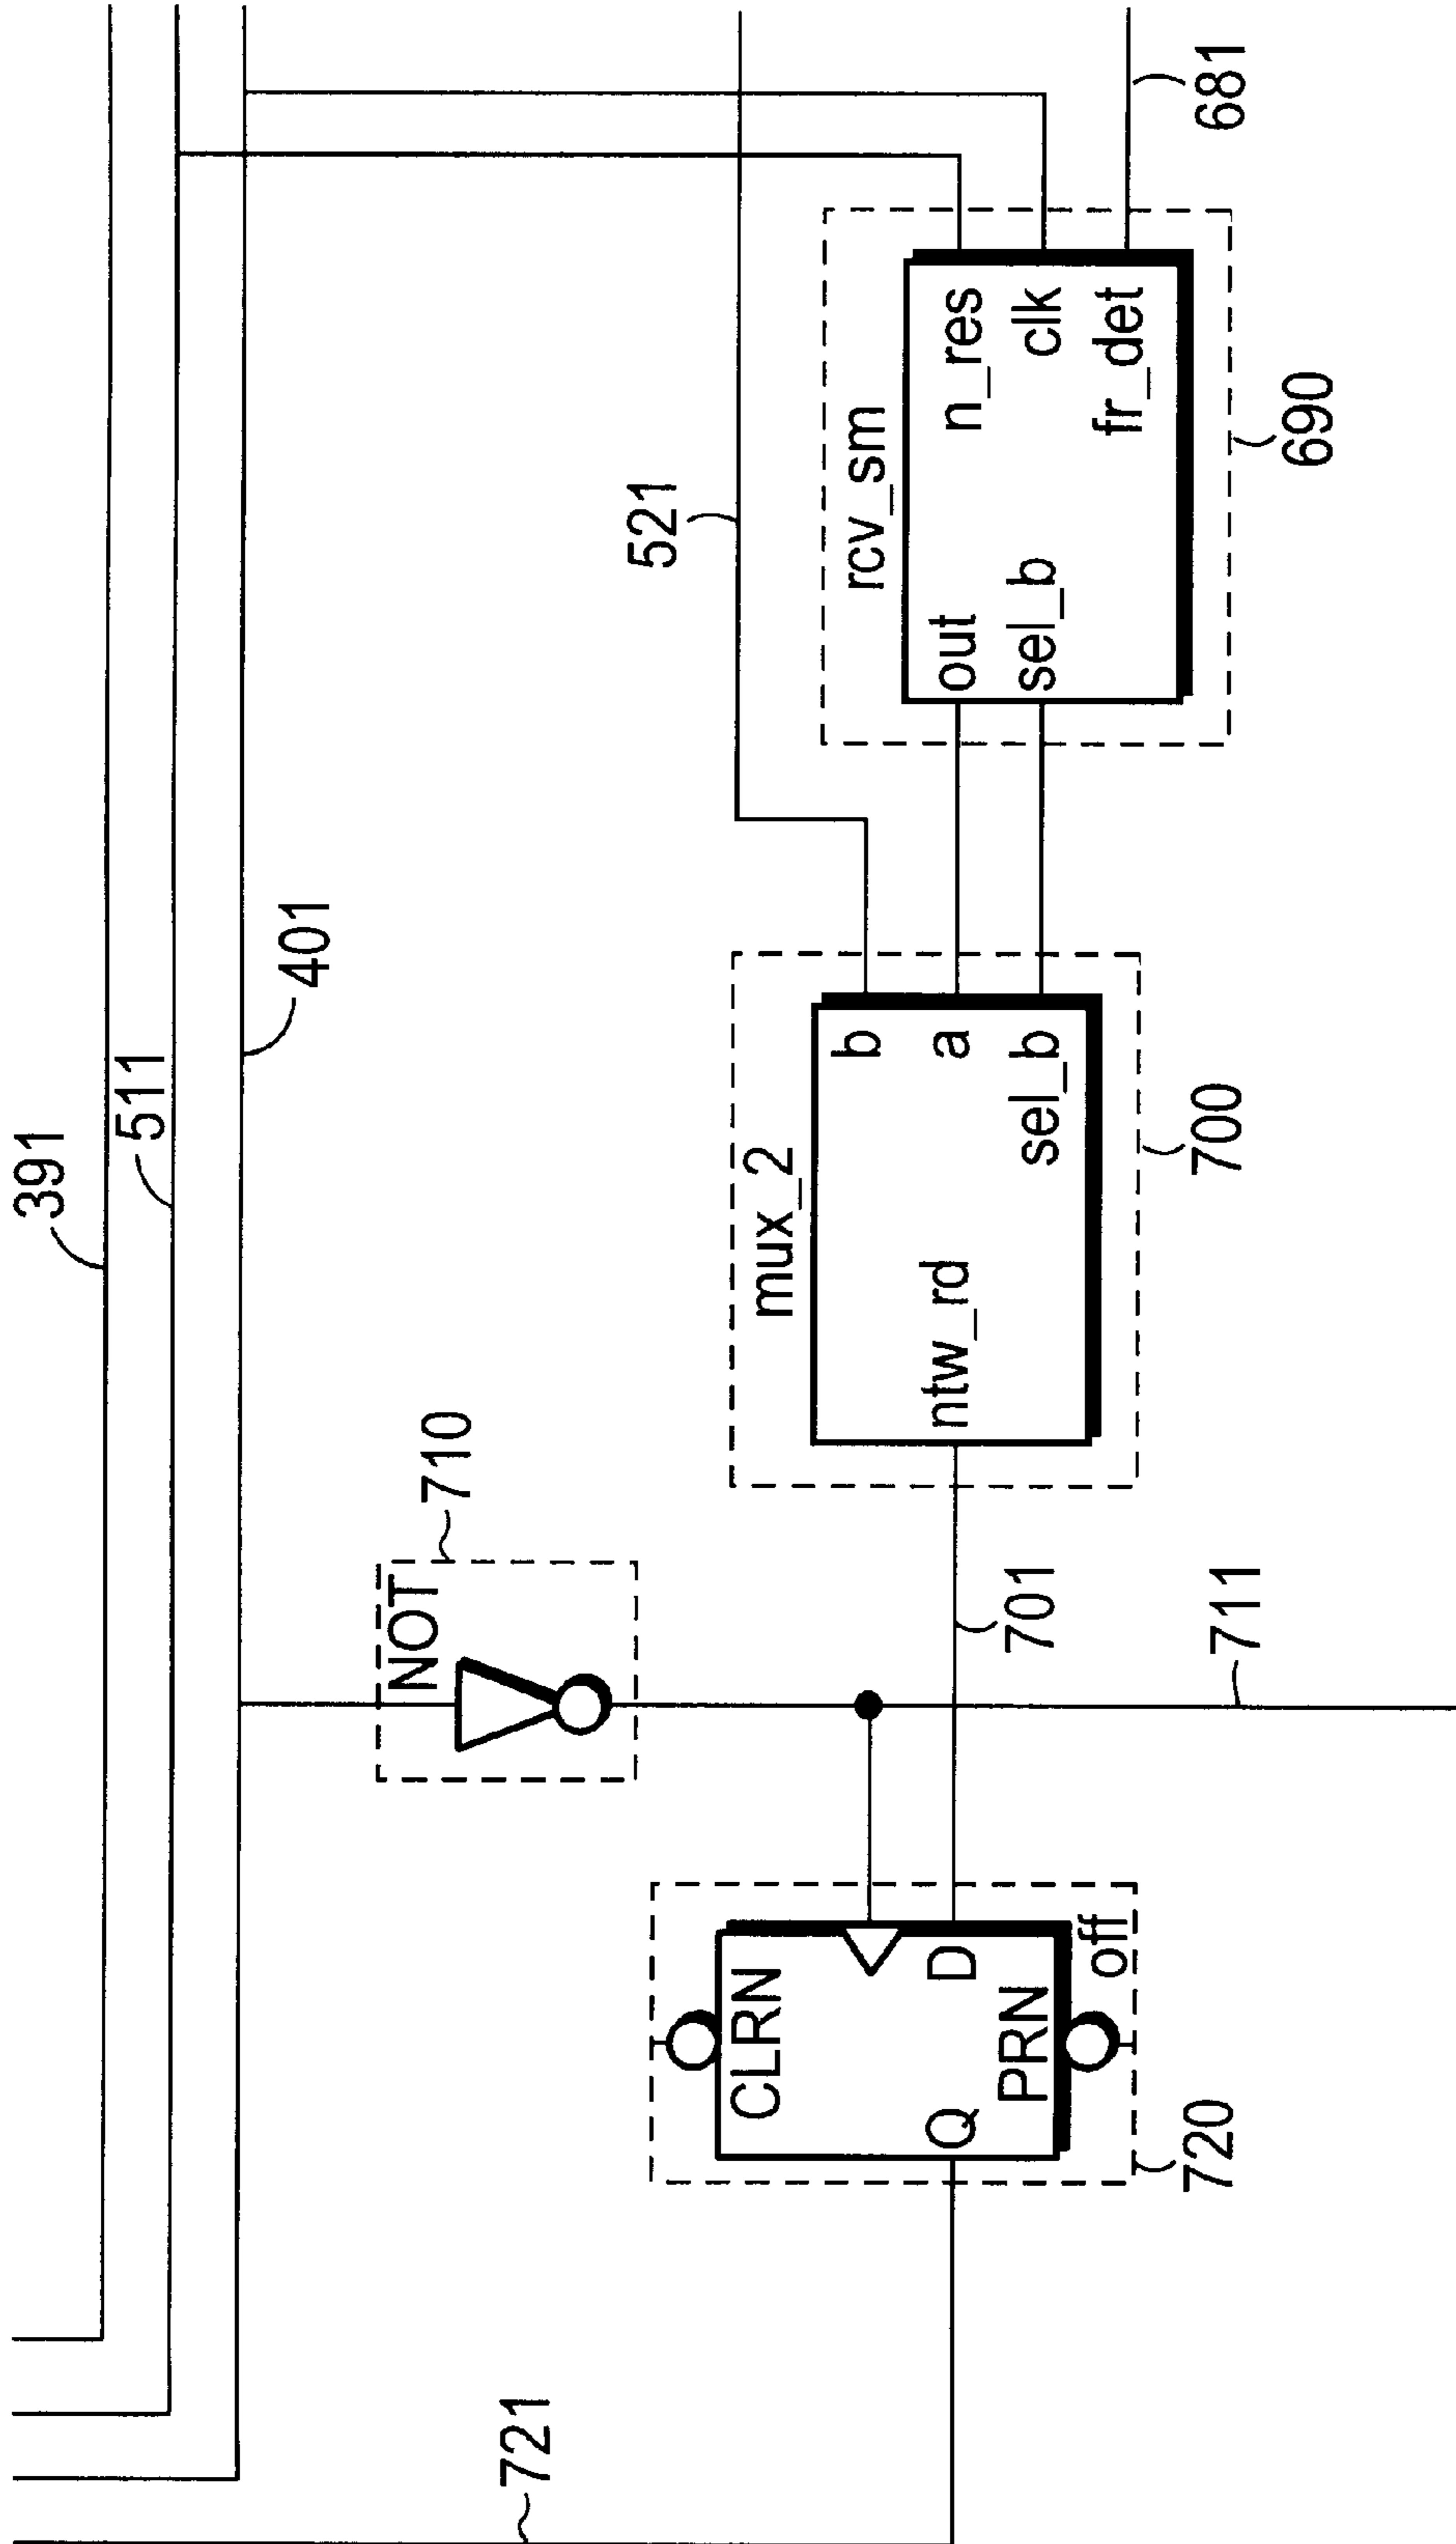 391
511
401
521
681
rcv_sm
n_res
clk
fr_det
out
sel_b
690
mux_2
b
a
sel_b
ntw_rd
700
NOT
710
701
711
CLRN
D
Q
PRN
off
720
721